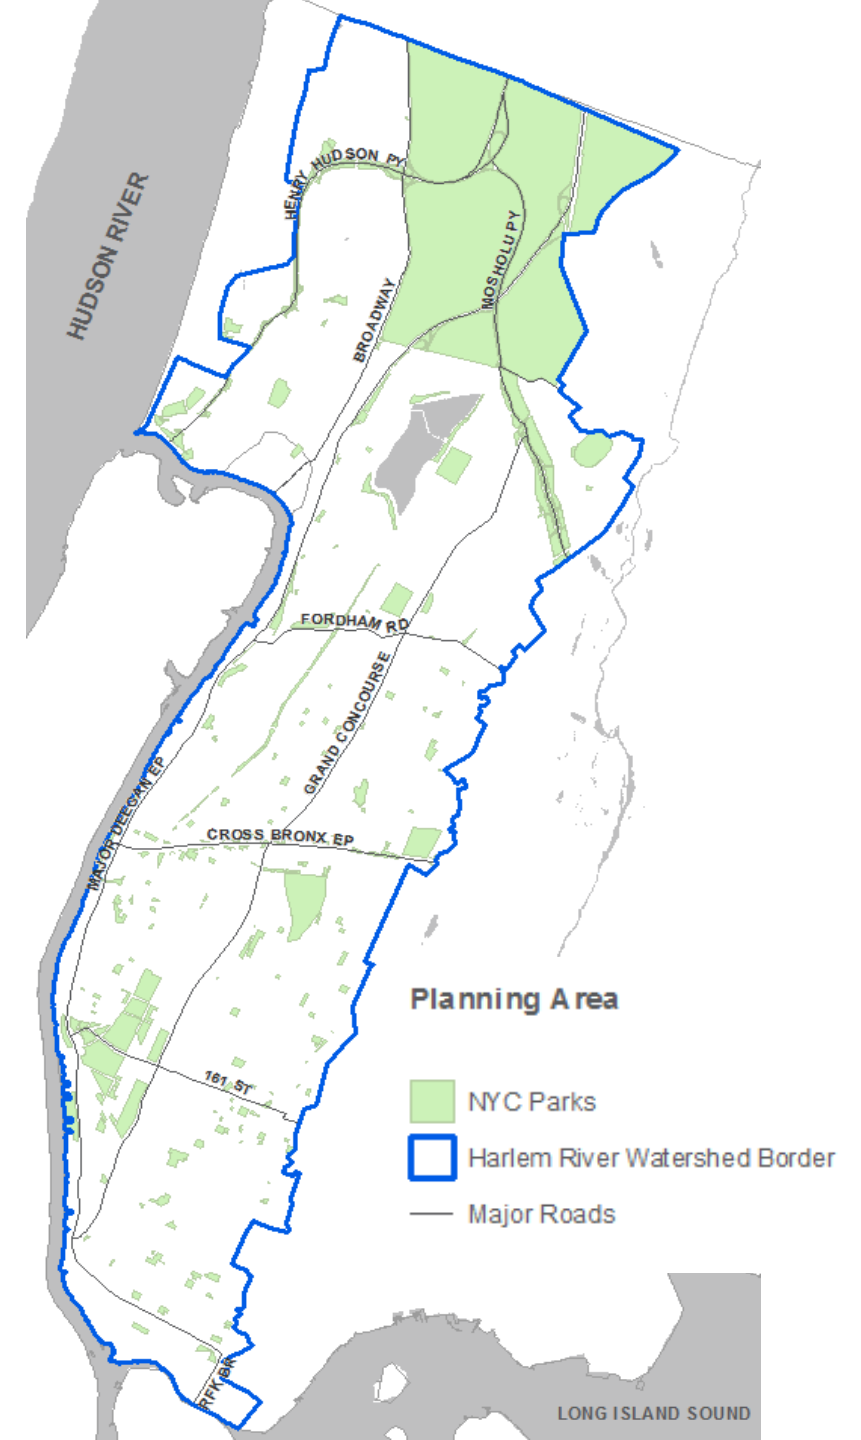 HENRY HUDSON PY
HUDSON RIVER
MOSHOLU PY
BROADWAY
FORDHAM RD
GRAND CONCOURSE
MAJOR DEEGAN EP
CROSS BRONX EP
Planning Area
161 ST
NYC Parks
Harlem River Watershed Border
Major Roads
RFK BR
LONG ISLAND SOUND